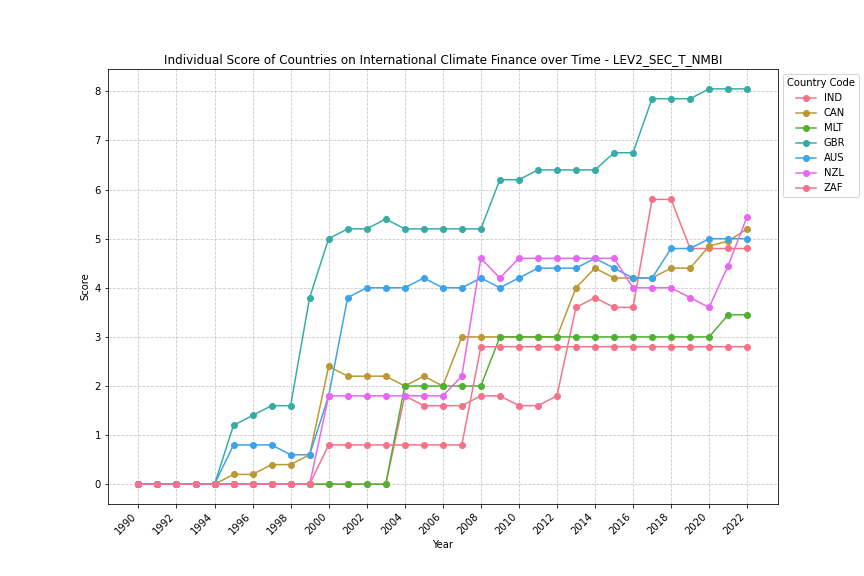 Individual Score of Countries on International Climate Finance over Time - LEV2_SEC_T_NMBI
Country Code
IND
CAN
MLT
GBR
AUS
NZL
ZAF
Score
8
7
6
5
4
3
2
1
0
1990
1992
1994
1996
1998
2000
2002
2004
2006
2008
2010
2012
2014
2016
2018
2020
2022
Year